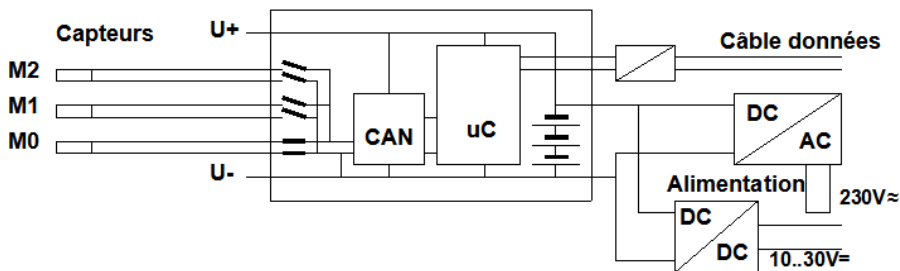 Capteurs
U+
Câble données
M2
M1
M0
CAN
uC
DC
AC
U-
Alimentation
230V≈
DC
DC
10..30V=